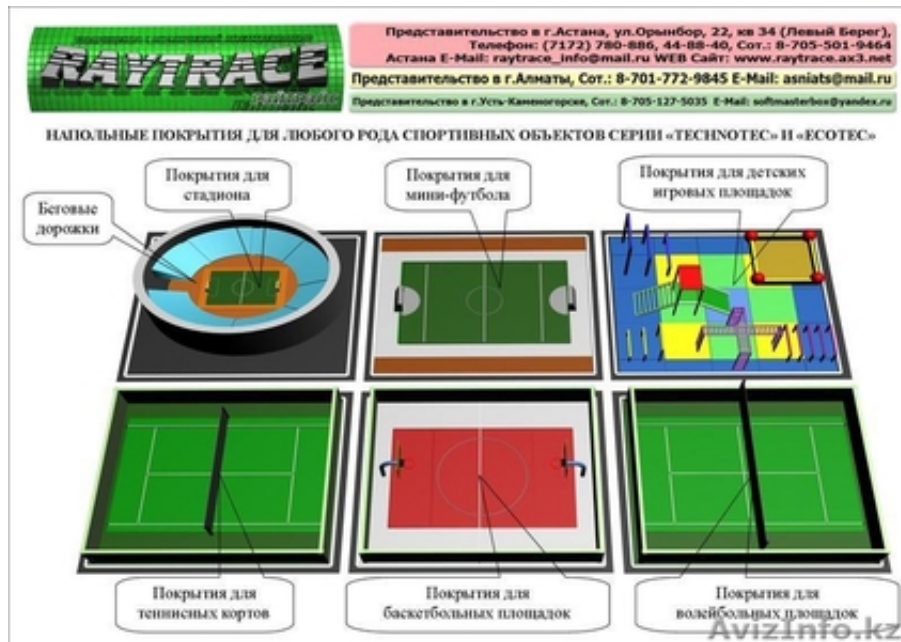 RAYTRACE
Представительство в г.Астана, ул.Орынбор, 22, кв 34 (Левый Берег),
Телефон: (7172) 780-886, 44-88-40, Сот.: 8-705-501-9464
Астана E-Mail: raytrace_info@mail.ru WEB Сайт: www.raytrace.ax3.net
Представительство в г.Алматы, Сот.: 8-701-772-9845 E-Mail: asniats@mail.ru
Представительство в г.Усть-Каменогорске, Сот.: 8-705-127-5035 E-Mail: softmasterbox@yandex.ru
НАПОЛЬНЫЕ ПОКРЫТИЯ ДЛЯ ЛЮБОГО РОДА СПОРТИВНЫХ ОБЪЕКТОВ СЕРИИ «TECHNOTEC» И «ECOTEC»
Беговые
дорожки
Покрытия для
стадиона
Покрытия для
мини-футбола
Покрытия для детских
игровых площадок
Покрытия для
теннисных кортов
Покрытия для
баскетбольных площадок
Покрытия для
волейбольных площадок
AvizInfo.kz